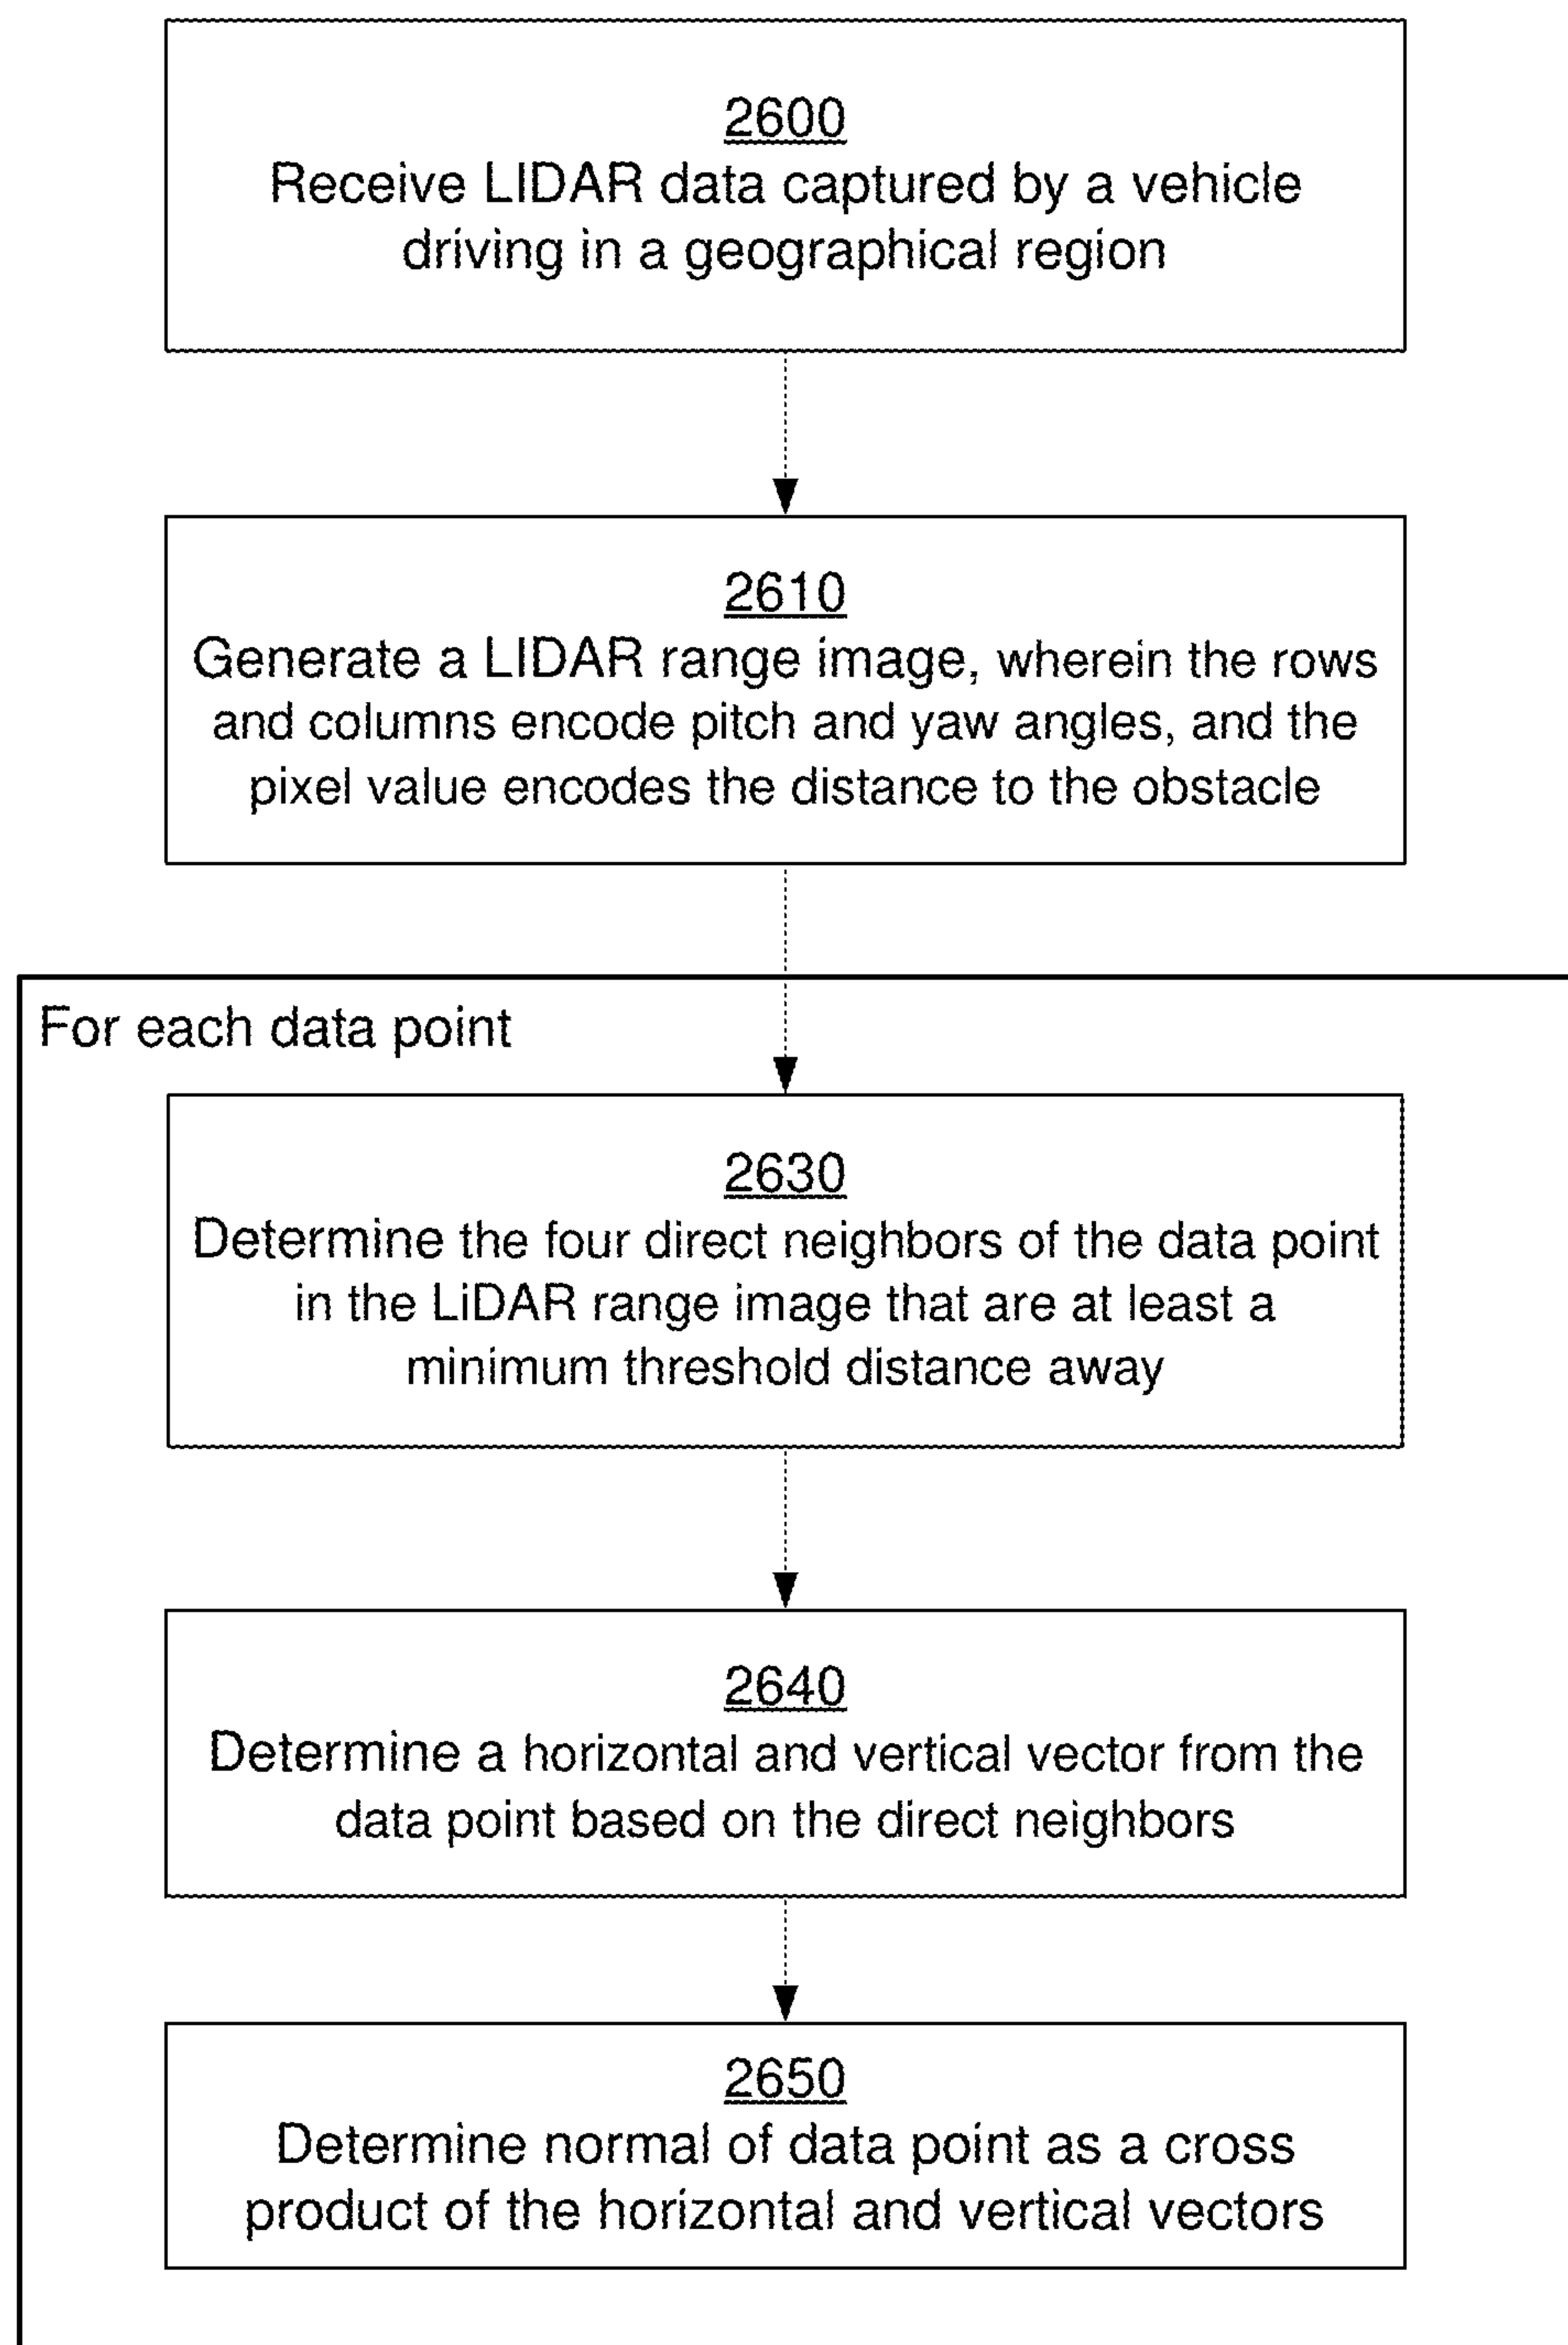 2600
Receive LIDAR data captured by a vehicle
driving in a geographical region
2610
Generate a LIDAR range image, wherein the rows
and columns encode pitch and yaw angles, and the
pixel value encodes the distance to the obstacle
For each data point
2630
Determine the four direct neighbors of the data point
in the LiDAR range image that are at least a
minimum threshold distance away
2640
Determine a horizontal and vertical vector from the
data point based on the direct neighbors
2650
Determine normal of data point as a cross
product of the horizontal and vertical vectors